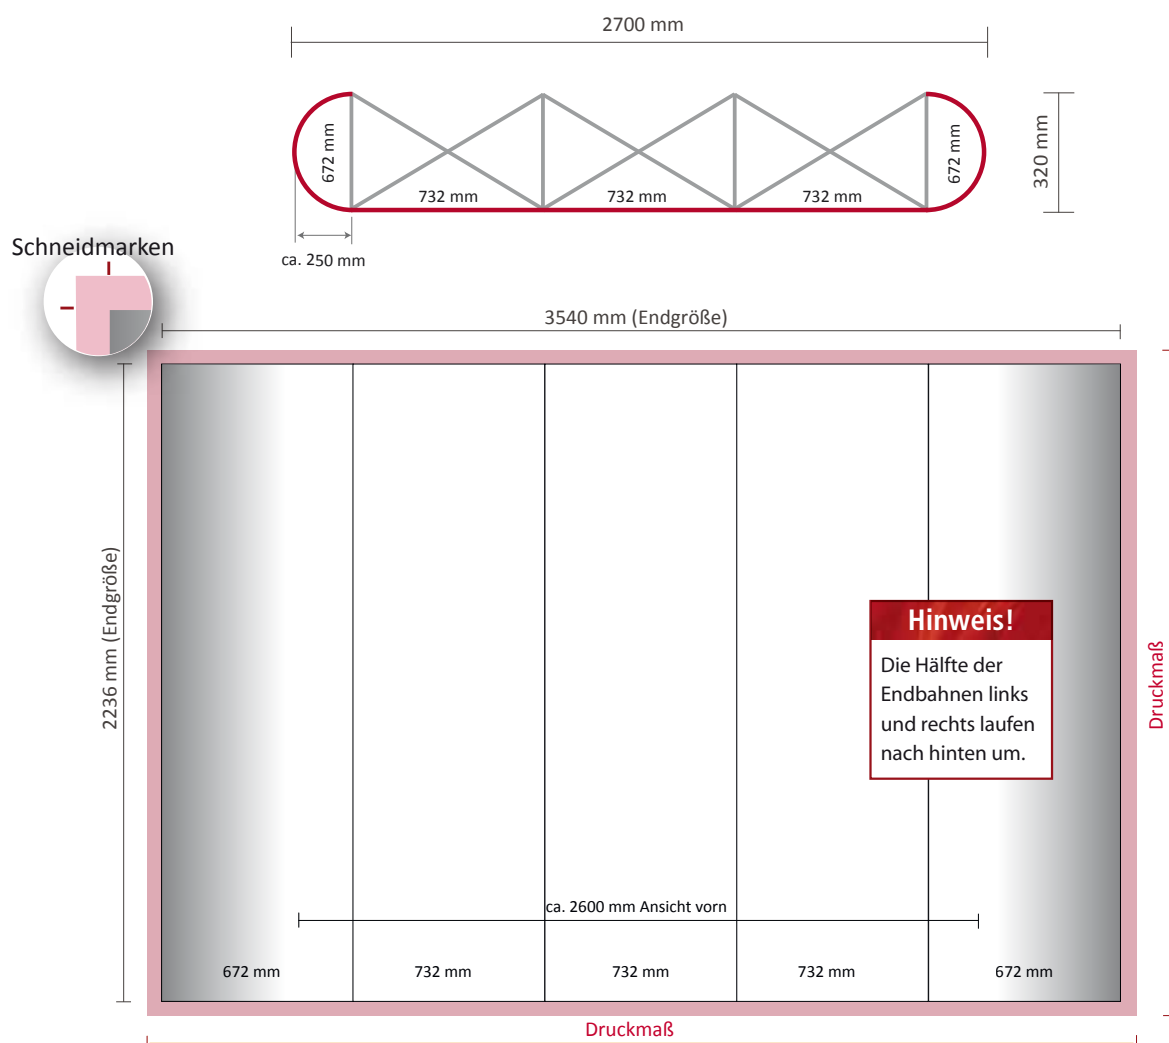 2700 mm
672 mm
732 mm
732 mm
732 mm
672 mm
320 mm
ca. 250 mm
Schneidmarken
3540 mm (Endgröße)
2236 mm (Endgröße)
Hinweis!
Die Hälfte der
Endbahnen links
und rechts laufen
nach hinten um.
Druckmaß
ca. 2600 mm Ansicht vorn
672 mm
732 mm
732 mm
732 mm
672 mm
Druckmaß